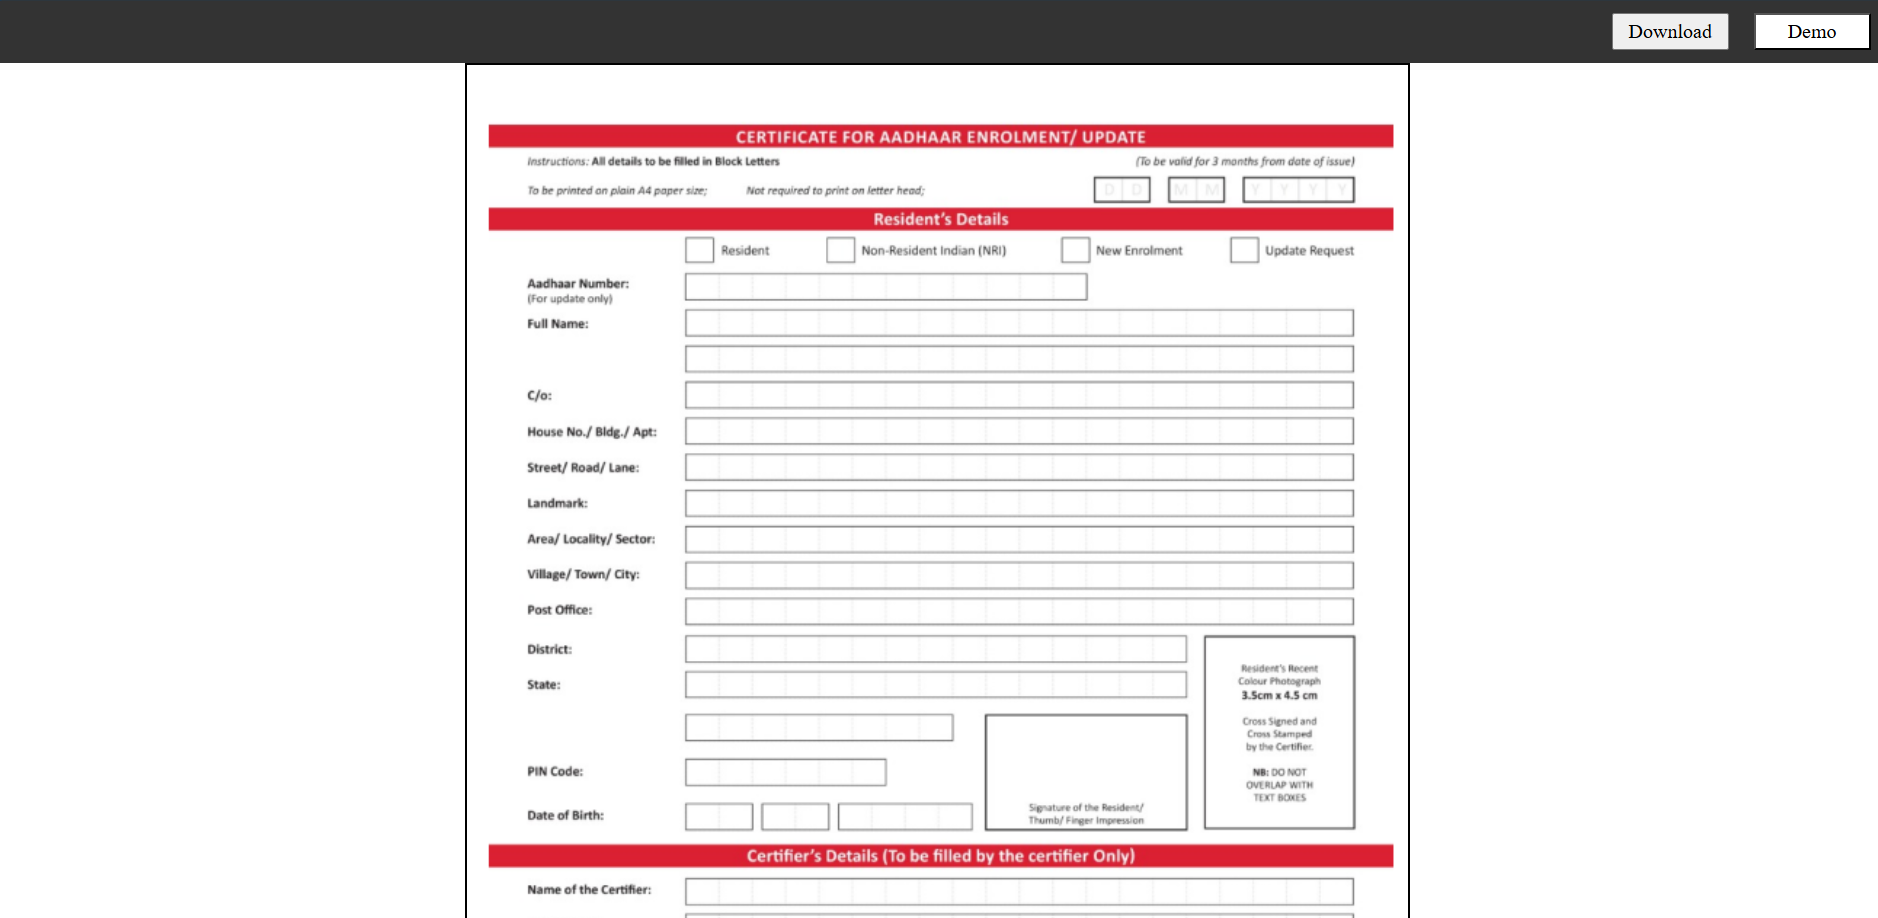 Download Demo
CERTIFICATE FOR AADHAAR ENROLMENT/ UPDATE
Instructions: All details to be filled in Block Letters (To be valid for 3 months from date of issue)
To be printed on plain A4 paper size; Not required to print on letter head; D D M M Y Y Y Y
Resident's Details
Resident Non-Resident Indian (NRI) New Enrolment Update Request
Aadhaar Number:
(For update only)
Full Name:
C/o:
House No./ Bldg./ Apt:
Street/ Road/ Lane:
Landmark:
Area/ Locality/ Sector:
Village/ Town/ City:
Post Office:
District:
State:
PIN Code:
Date of Birth:
Signature of the Resident/
Thumb/ Finger Impression
Resident's Recent
Colour Photograph
3.5cm x 4.5 cm
Cross Signed and
Cross Stamped
by the Certifier.
NB: DO NOT
OVERLAP WITH
TEXT BOXES
Certifier's Details (To be filled by the certifier Only)
Name of the Certifier: